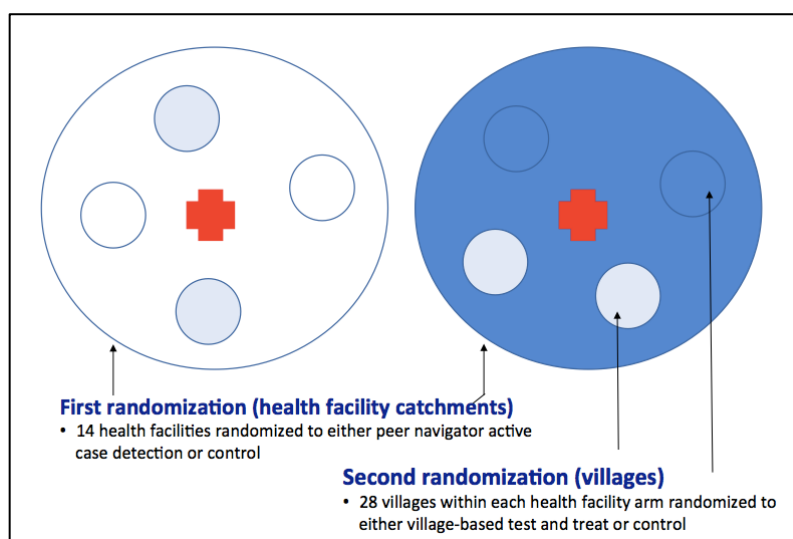 First randomization (health facility catchments)
• 14 health facilities randomized to either peer navigator active
case detection or control
Second randomization (villages)
• 28 villages within each health facility arm randomized to
either village-based test and treat or control